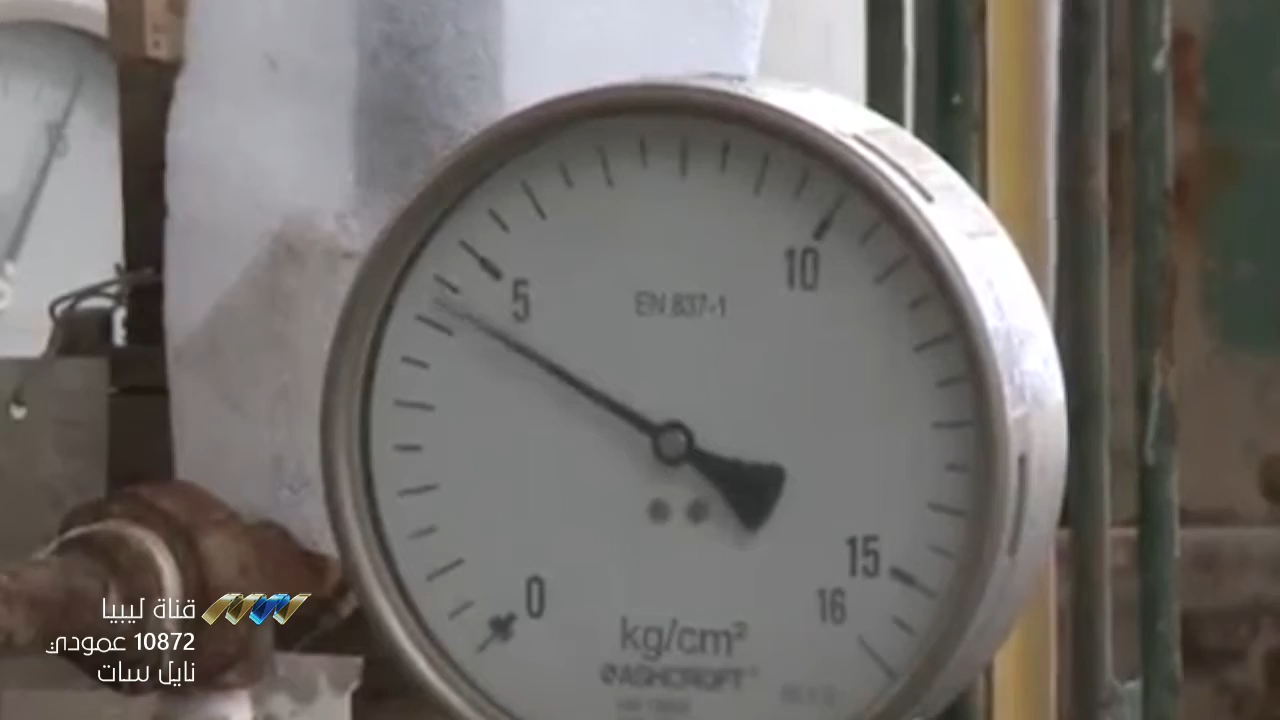 5
10
EN 837-1
0
15
16
kg/cm²
ASHCROFT
قناة ليبيا
10872 عمودي
نايل سات